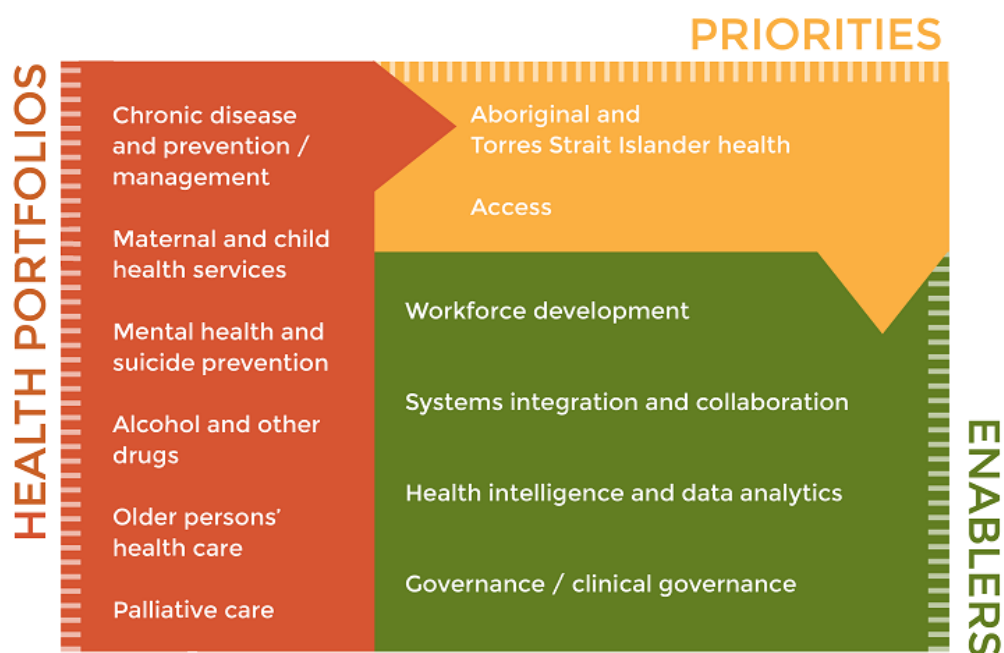 PRIORITIES
HEALTH PORTFOLIOS
Chronic disease
and prevention /
management
Maternal and child
health services
Mental health and
suicide prevention
Alcohol and other
drugs
Older persons’
health care
Palliative care
Aboriginal and
Torres Strait Islander health
Access
Workforce development
Systems integration and collaboration
Health intelligence and data analytics
Governance / clinical governance
ENABLERS